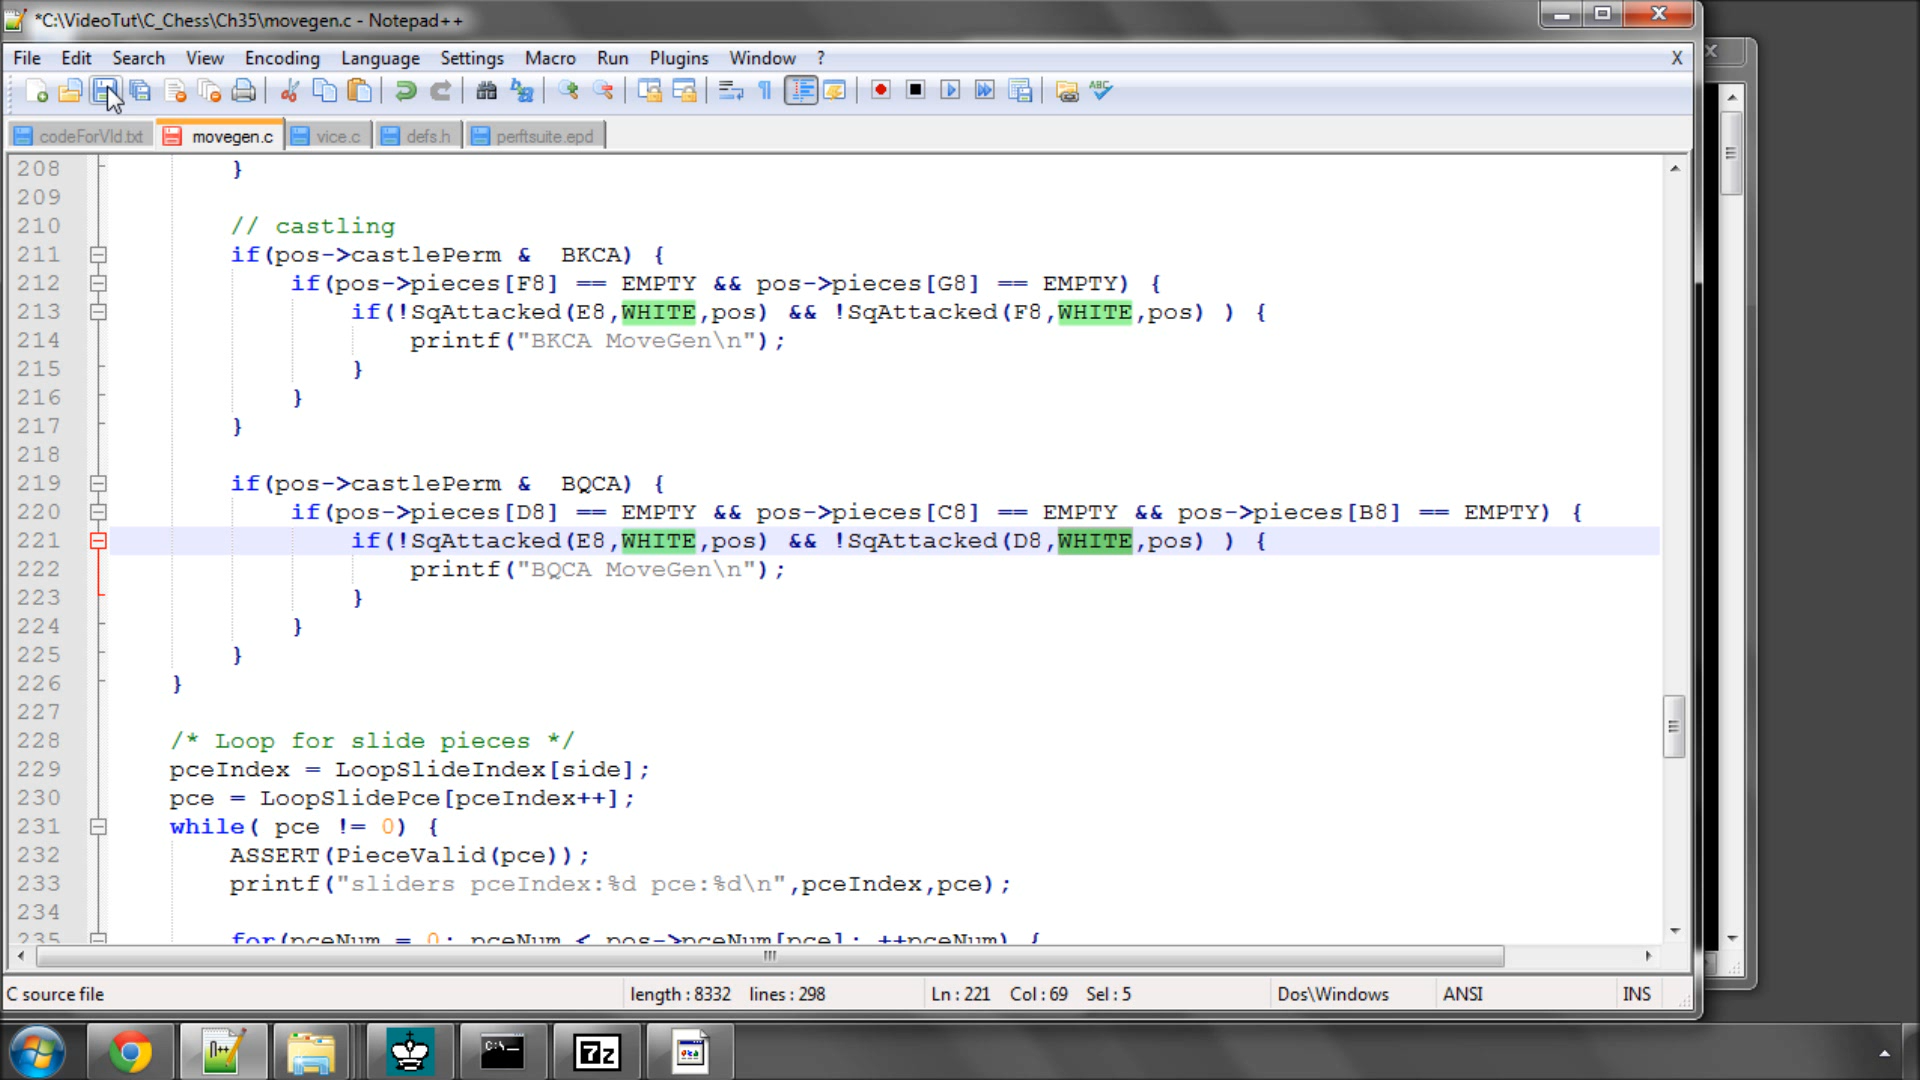 *C:\VideoTut\C_Chess\Ch35\movegen.c - Notepad++
File Edit Search View Encoding Language Settings Macro Run Plugins Window ? X
codeForVid.txt movegen.c vice.c defs.h perftsuite.epd
208 }
209
210 // castling
211 if(pos->castlePerm & BKCA) {
212 if(pos->pieces[F8] == EMPTY && pos->pieces[G8] == EMPTY) {
213 if(!SqAttacked(E8,WHITE,pos) && !SqAttacked(F8,WHITE,pos) ) {
214 printf("BKCA MoveGen\n");
215 }
216 }
217 }
218
219 if(pos->castlePerm & BQCA) {
220 if(pos->pieces[D8] == EMPTY && pos->pieces[C8] == EMPTY && pos->pieces[B8] == EMPTY) {
221 if(!SqAttacked(E8,WHITE,pos) && !SqAttacked(D8,WHITE,pos) ) {
222 printf("BQCA MoveGen\n");
223 }
224 }
225 }
226 }
227
228 /* Loop for slide pieces */
229 pceIndex = LoopSlideIndex[side];
230 pce = LoopSlidePce[pceIndex++];
231 while( pce != 0) {
232 ASSERT(PieceValid(pce));
233 printf("sliders pceIndex:%d pce:%d\n",pceIndex,pce);
234
235 for(pceNum = 0; pceNum < pos->pceNum[pce]; ++pceNum) {
C source file length : 8332 lines : 298 Ln : 221 Col : 69 Sel : 5 Dos\Windows ANSI INS